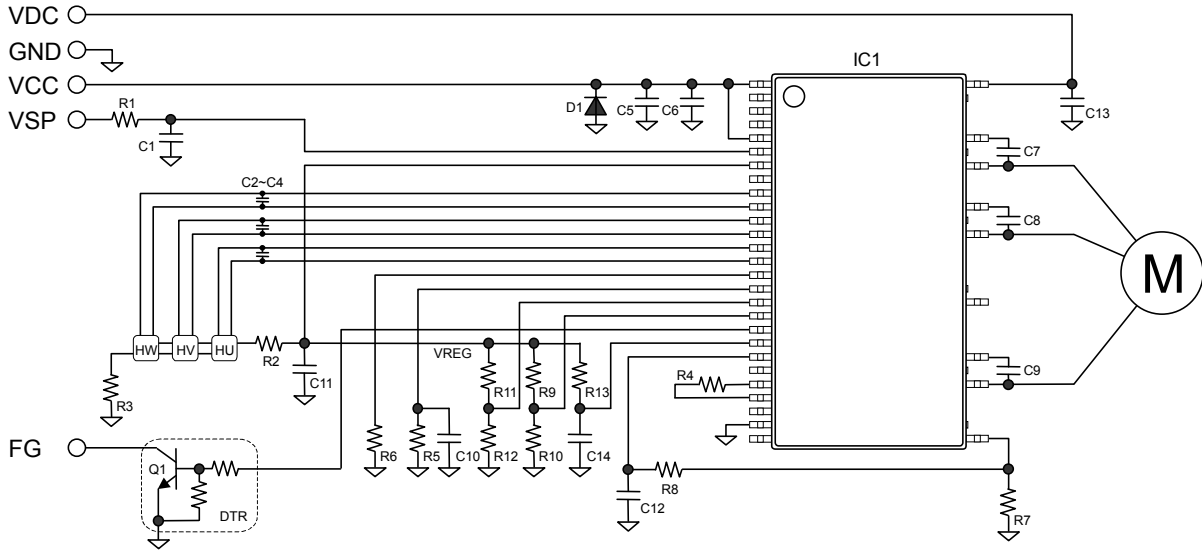 VDC
GND
VCC
VSP
R1
C1
D1
C5
C6
IC1
C13
C7
C2~C4
C8
M
HW
HV
HU
R2
VREG
C11
R11
R9
R13
R4
C9
R3
FG
Q1
DTR
R6
R5
C10
R12
R10
C14
R8
C12
R7